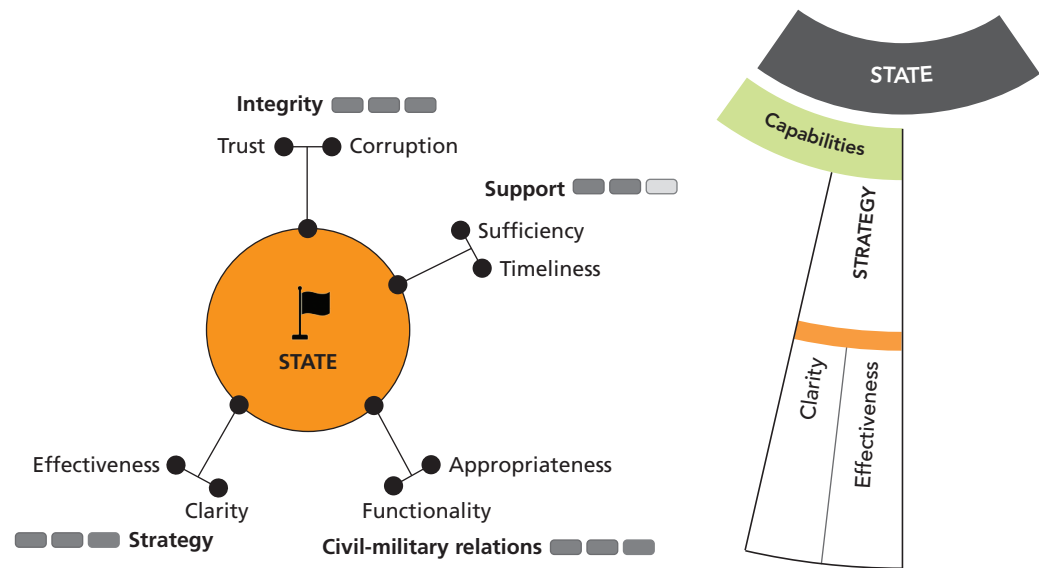 Integrity
Trust
Corruption
Support
Sufficiency
Timeliness
STATE
Effectiveness
Clarity
Strategy
Appropriateness
Functionality
Civil-military relations
STATE
Capabilities
STRATEGY
Clarity
Effectiveness